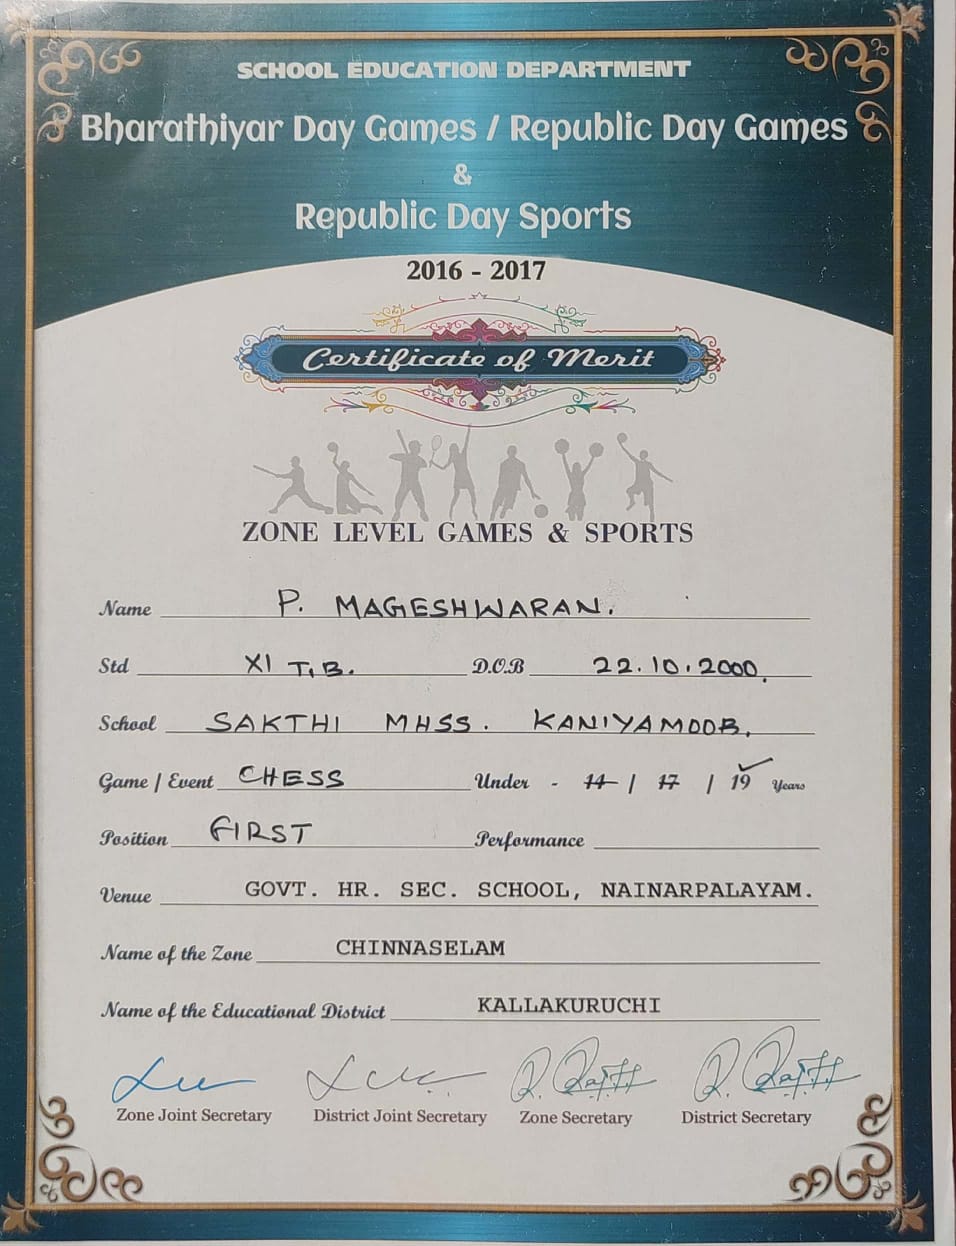 SCHOOL EDUCATION DEPARTMENT
Bharathiyar Day Games / Republic Day Games
&
Republic Day Sports
2016 - 2017
Certificate of Merit
ZONE LEVEL GAMES & SPORTS
Name P. MAGESHWARAN.
Std XI T.B. D.O.B 22.10.2000.
School SAKTHI MHSS. KANIYAMOOR.
Game / Event CHESS Under - 14 / 17 / 19 Years
Position FIRST Performance
Venue GOVT. HR. SEC. SCHOOL, NAINARPALAYAM.
Name of the Zone CHINNASELAM
Name of the Educational District KALLAKURUCHI
Zone Joint Secretary District Joint Secretary Zone Secretary District Secretary